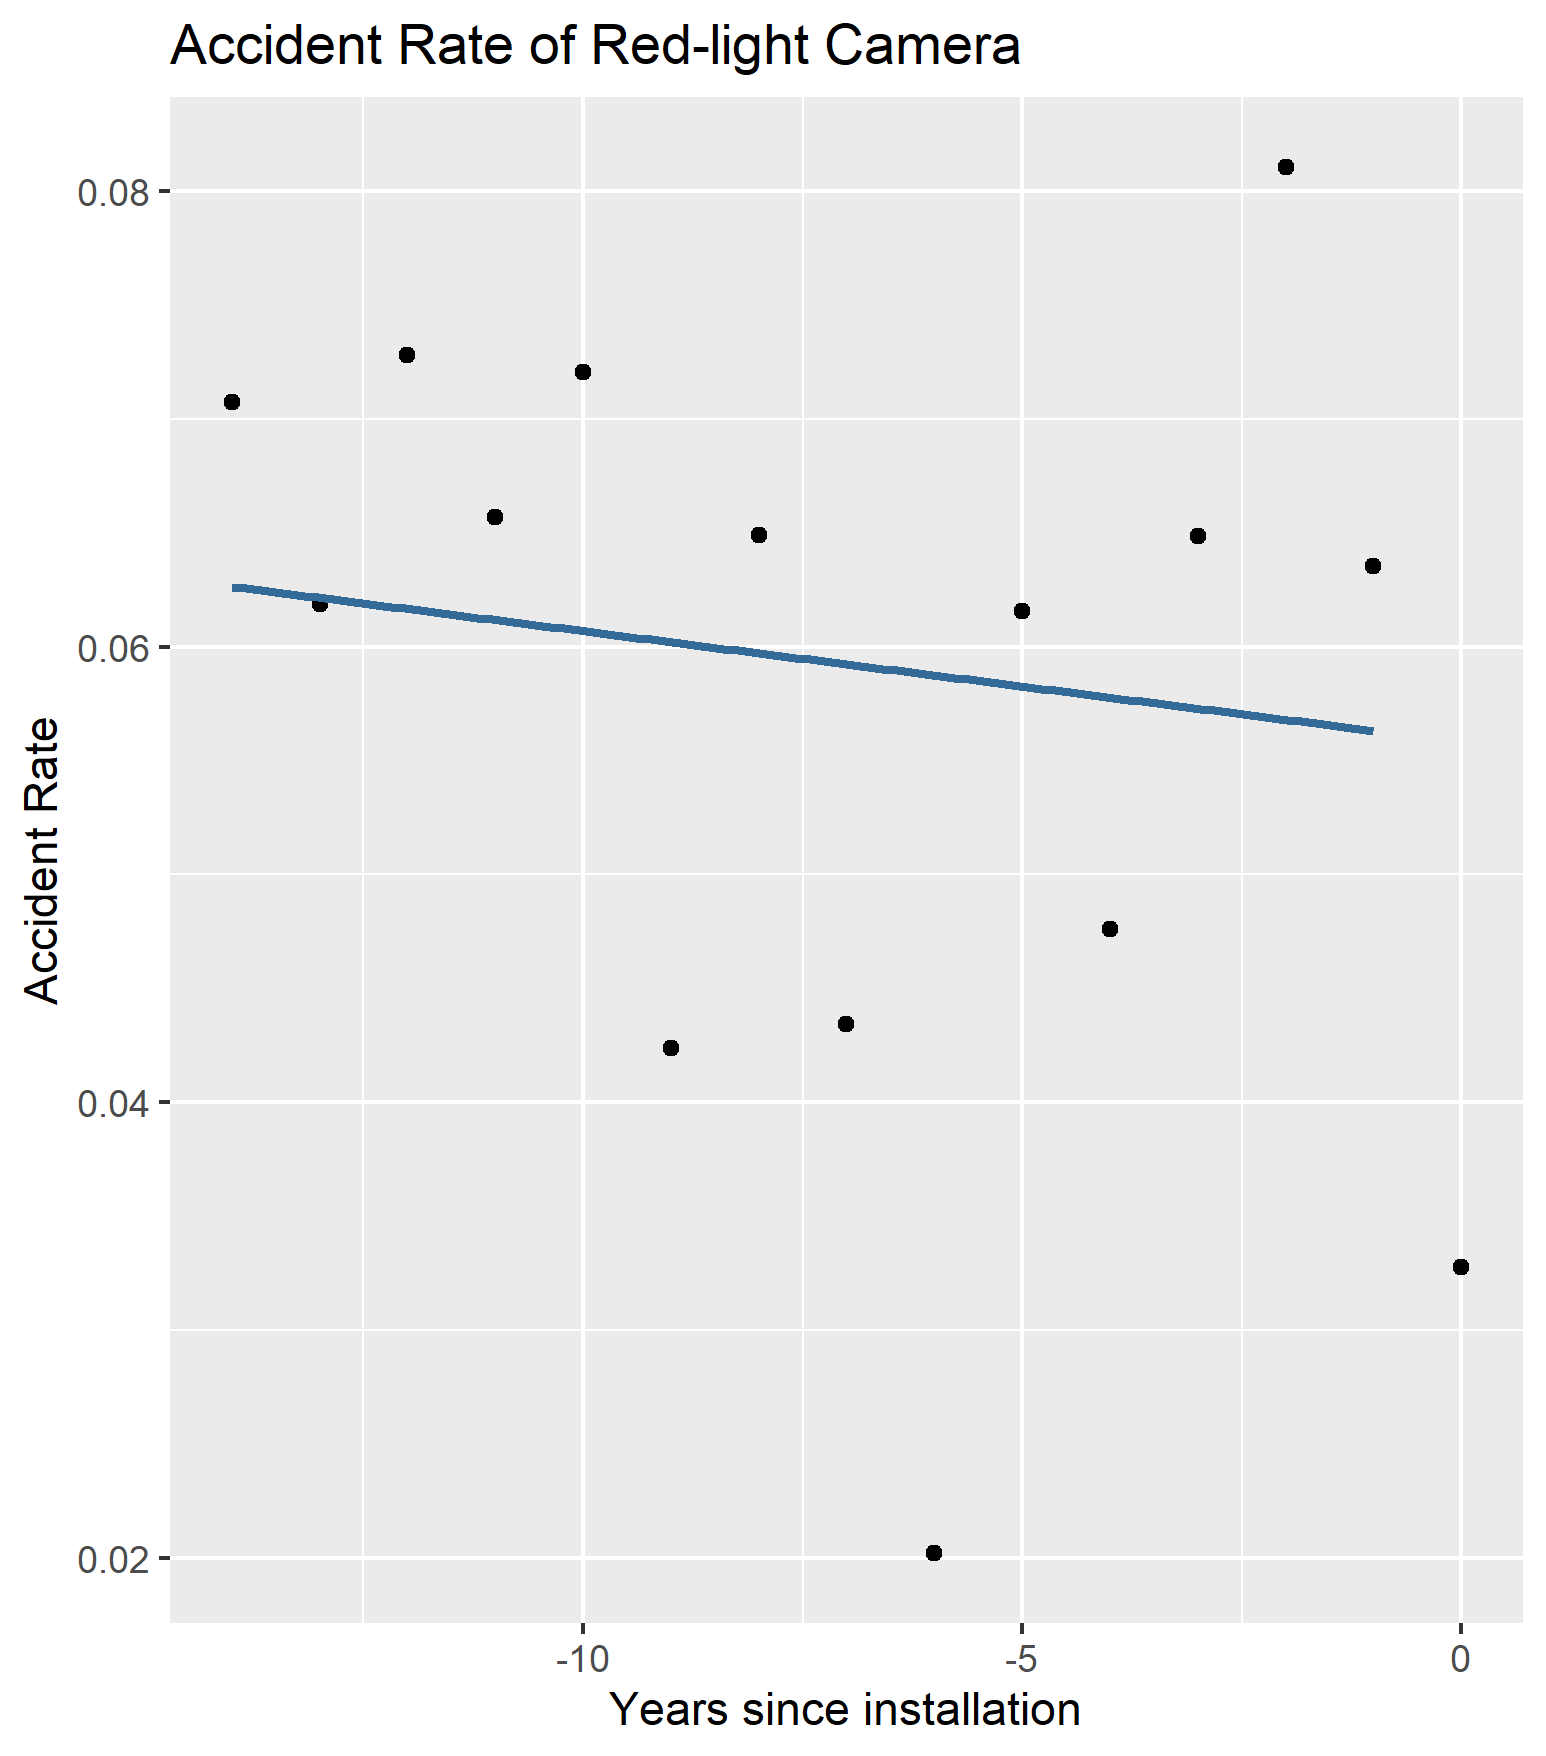 Accident Rate of Red-light Camera
0.08
0.06
0.04
0.02
Accident Rate
-10
-5
0
Years since installation